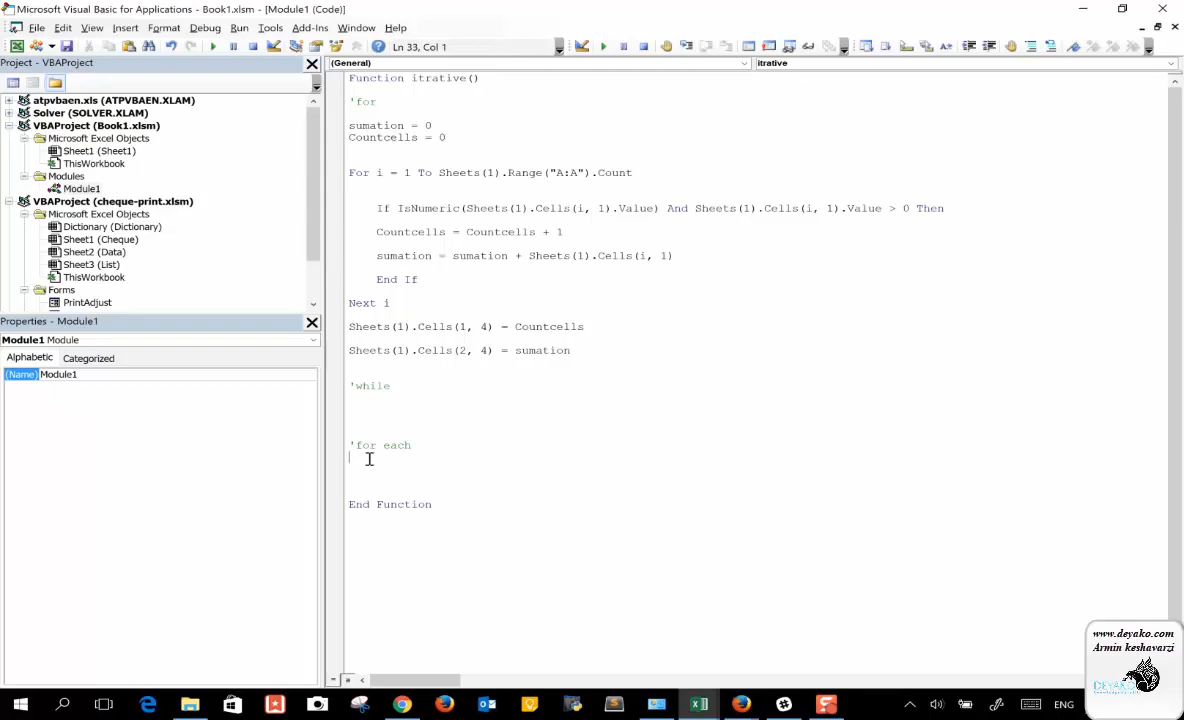 Microsoft Visual Basic for Applications - Book1.xlsm - [Module1 (Code)]
File Edit View Insert Format Debug Run Tools Add-Ins Window Help
Ln 33, Col 1
Project - VBAProject
(General)
itrative
atpvbaen.xls (ATPVBAEN.XLAM)
Solver (SOLVER.XLAM)
VBAProject (Book1.xlsm)
Microsoft Excel Objects
Sheet1 (Sheet1)
ThisWorkbook
Modules
Module1
VBAProject (cheque-print.xlsm)
Microsoft Excel Objects
Dictionary (Dictionary)
Sheet1 (Cheque)
Sheet2 (Data)
Sheet3 (List)
ThisWorkbook
Forms
PrintAdjust
Properties - Module1
Module1 Module
Alphabetic Categorized
(Name) Module1
Function itrative()
'for
sumation = 0
Countcells = 0
For i = 1 To Sheets(1).Range("A:A").Count
If IsNumeric(Sheets(1).Cells(i, 1).Value) And Sheets(1).Cells(i, 1).Value > 0 Then
Countcells = Countcells + 1
sumation = sumation + Sheets(1).Cells(i, 1)
End If
Next i
Sheets(1).Cells(1, 4) = Countcells
Sheets(1).Cells(2, 4) = sumation
'while
'for each
End Function
www.deyako.com
Armin keshavarzi
DEYAKO
ENG